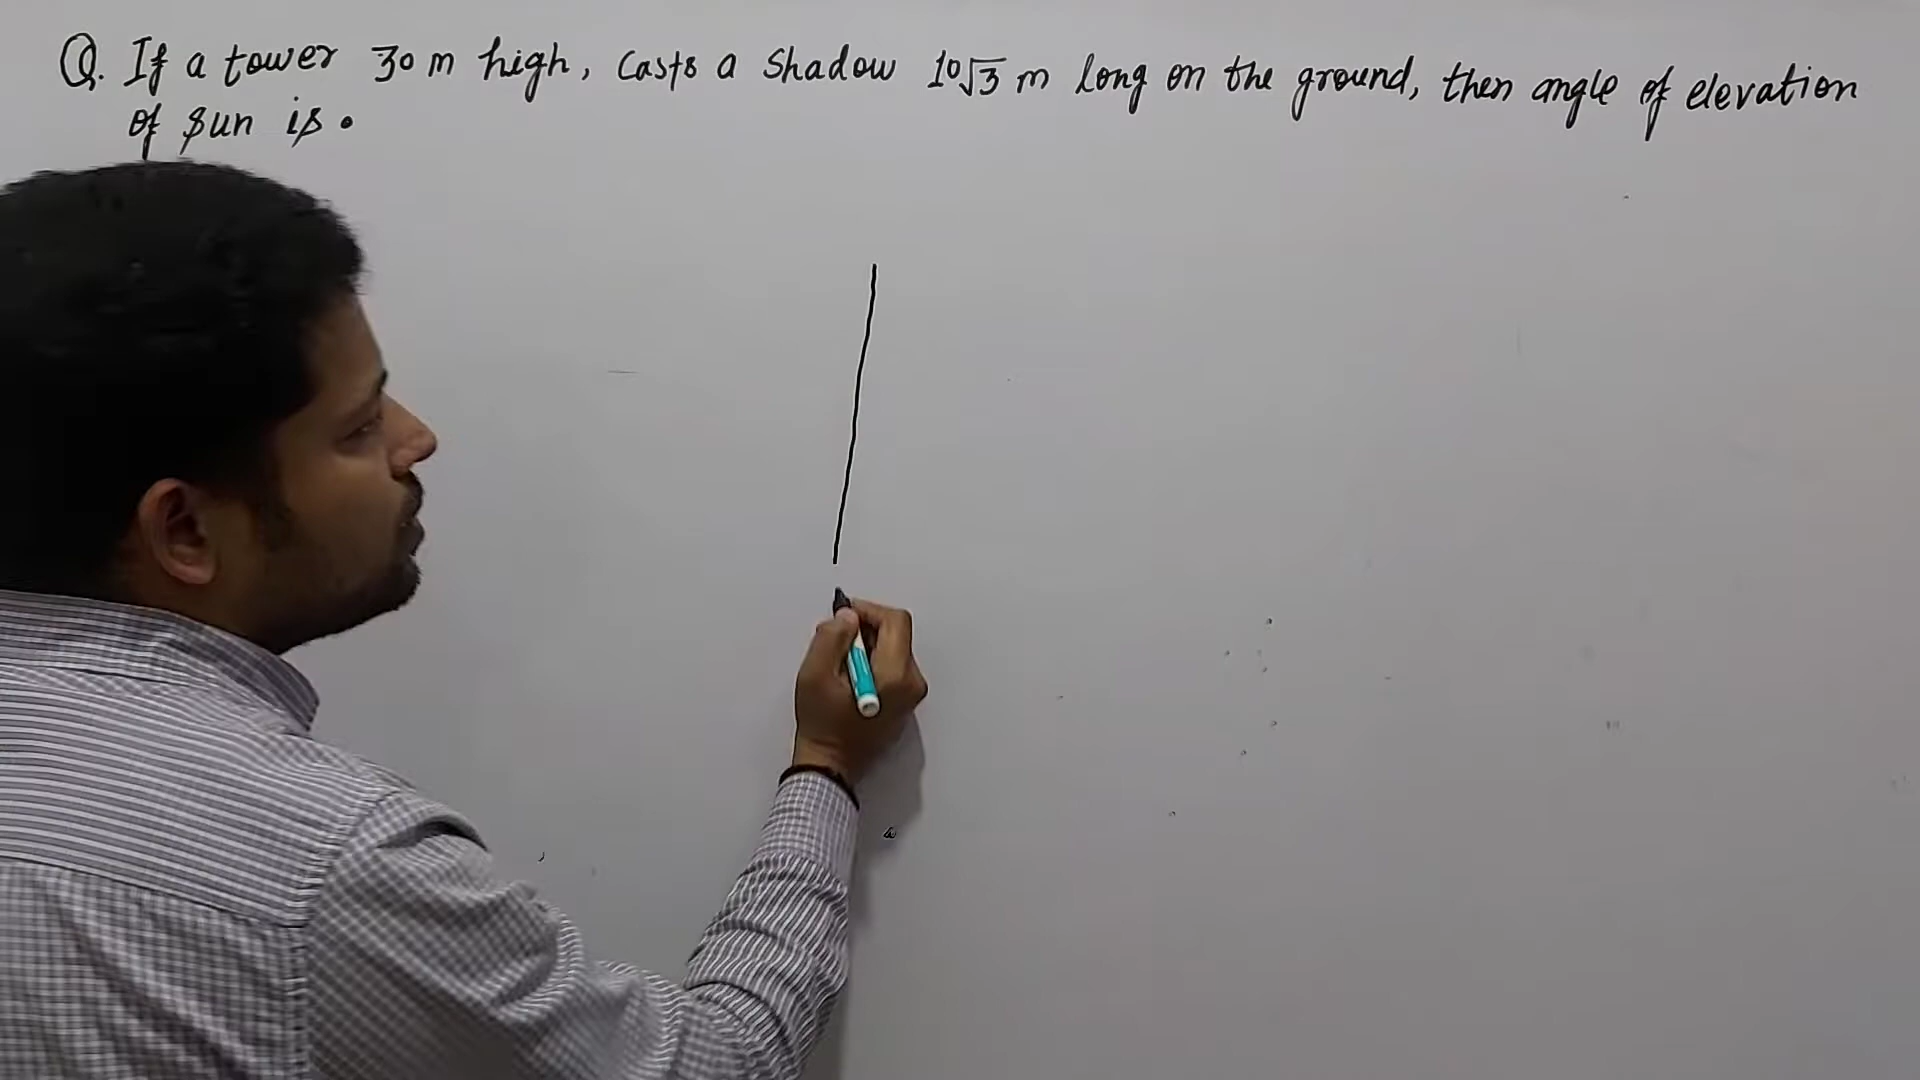 Q. If a tower 30 m high, casts a shadow 10√3 m long on the ground, then angle of elevation
of sun is.